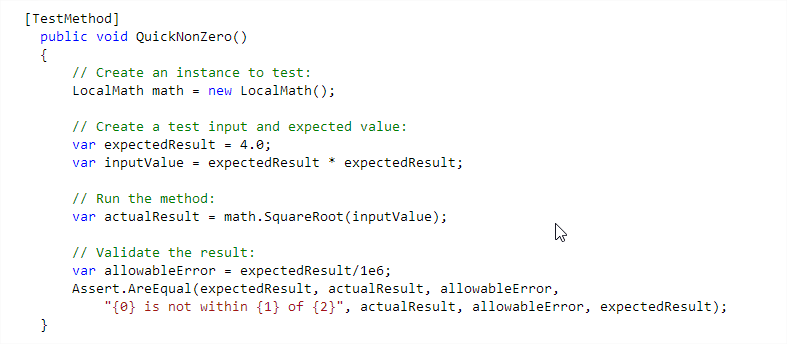 [TestMethod]
public void QuickNonZero()
{
// Create an instance to test:
LocalMath math = new LocalMath();
// Create a test input and expected value:
var expectedResult = 4.0;
var inputValue = expectedResult * expectedResult;
// Run the method:
var actualResult = math.SquareRoot(inputValue);
// Validate the result:
var allowableError = expectedResult/1e6;
Assert.AreEqual(expectedResult, actualResult, allowableError,
"{0} is not within {1} of {2}", actualResult, allowableError, expectedResult);
}